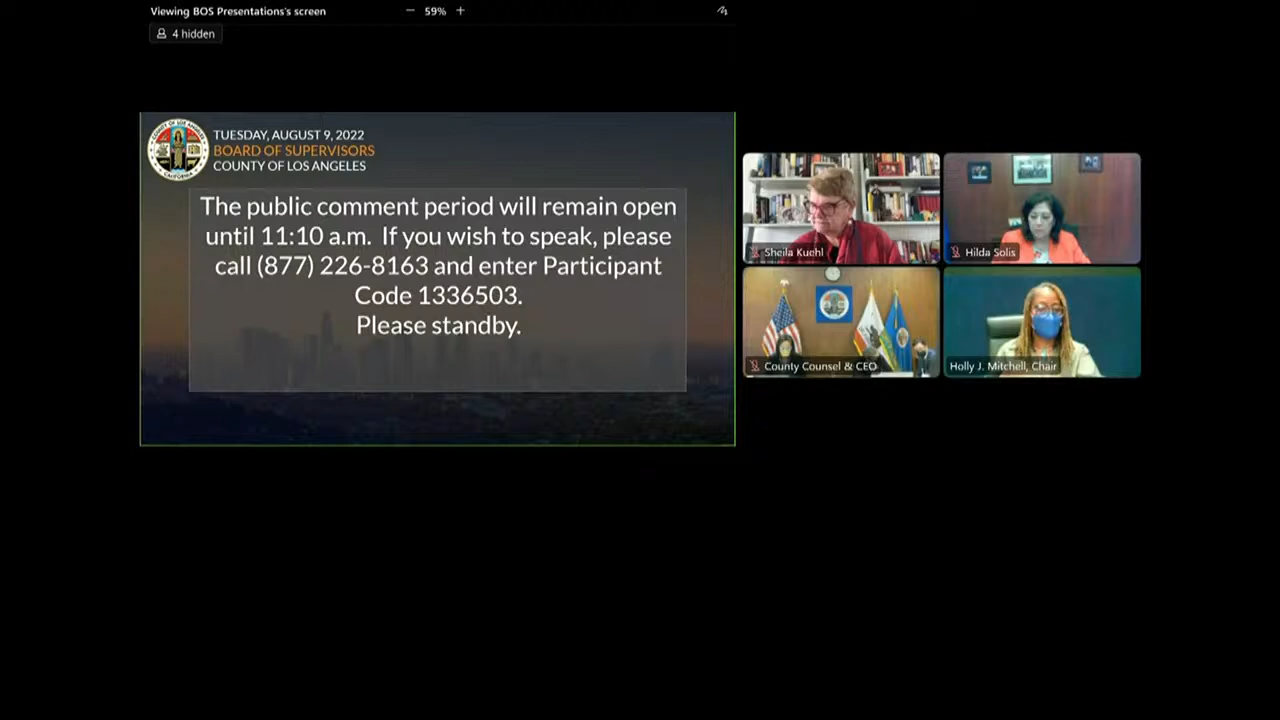 Viewing BOS Presentations's screen
59%
4 hidden
TUESDAY, AUGUST 9, 2022
BOARD OF SUPERVISORS
COUNTY OF LOS ANGELES
The public comment period will remain open
until 11:10 a.m. If you wish to speak, please
call (877) 226-8163 and enter Participant
Code 1336503.
Please standby.
Sheila Kuehl
Hilda Solis
County Counsel & CEO
Holly J. Mitchell, Chair